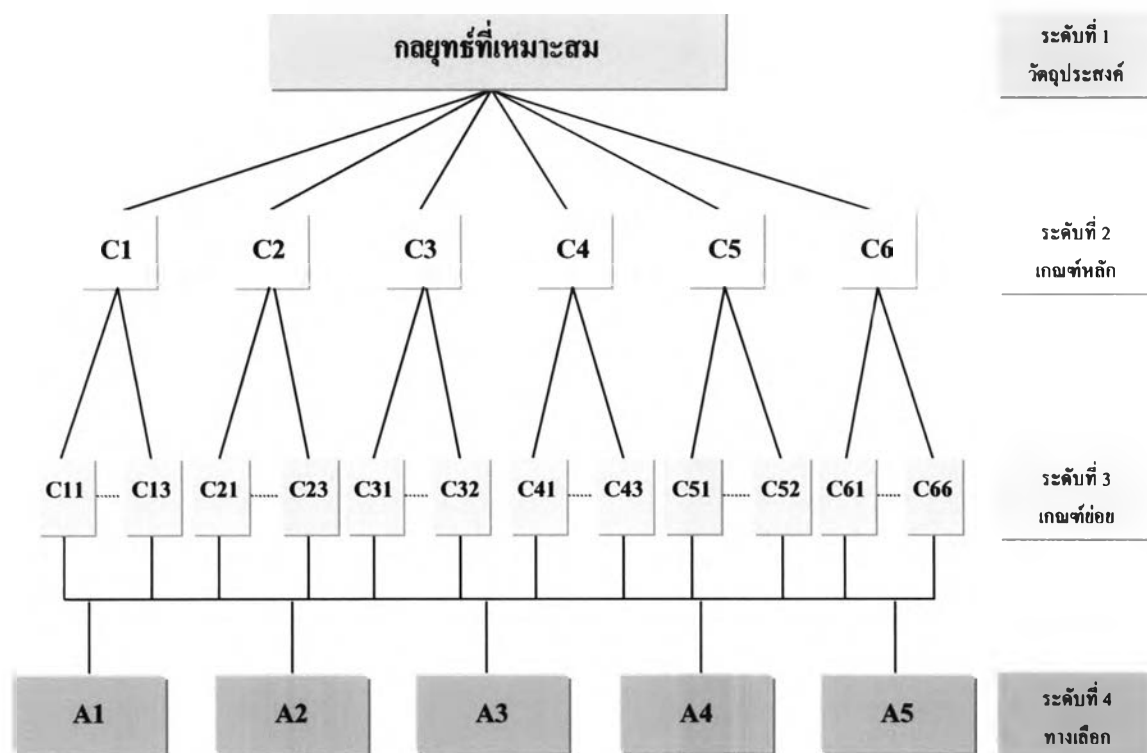 กลยุทธ์ที่เหมาะสม
ระดับที่ 1
วัตถุประสงค์
C1 C2 C3 C4 C5 C6
ระดับที่ 2
เกณฑ์หลัก
C11 ...... C13 C21 ...... C23 C31 ...... C32 C41 ...... C43 C51 ...... C52 C61 ...... C66
ระดับที่ 3
เกณฑ์ย่อย
A1 A2 A3 A4 A5
ระดับที่ 4
ทางเลือก